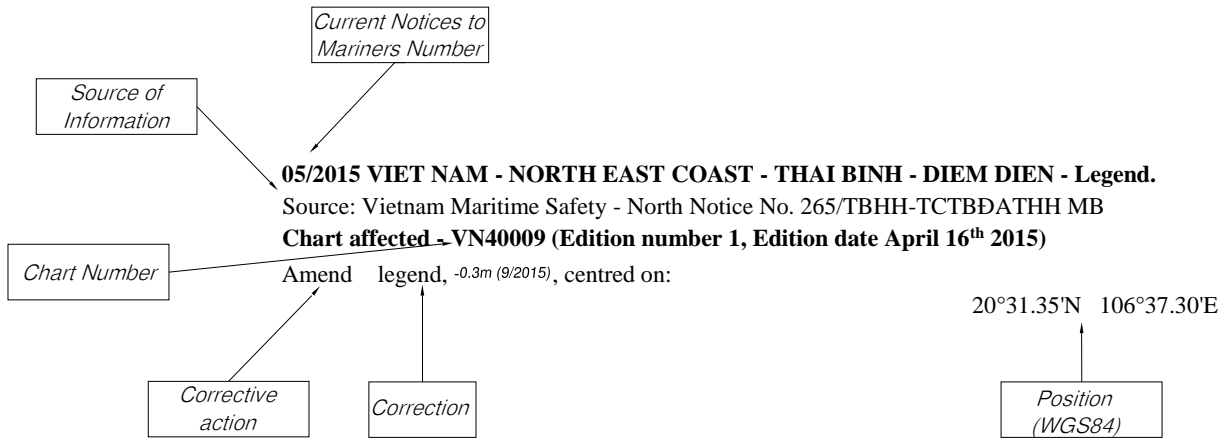 Current Notices to
Mariners Number
Source of
Information
05/2015 VIET NAM - NORTH EAST COAST - THAI BINH - DIEM DIEN - Legend.
Source: Vietnam Maritime Safety - North Notice No. 265/TBHH-TCTBĐATHH MB
Chart affected - VN40009 (Edition number 1, Edition date April 16th 2015)
Chart Number
Amend legend, -0.3m (9/2015), centred on:
20°31.35'N 106°37.30'E
Corrective
action
Correction
Position
(WGS84)